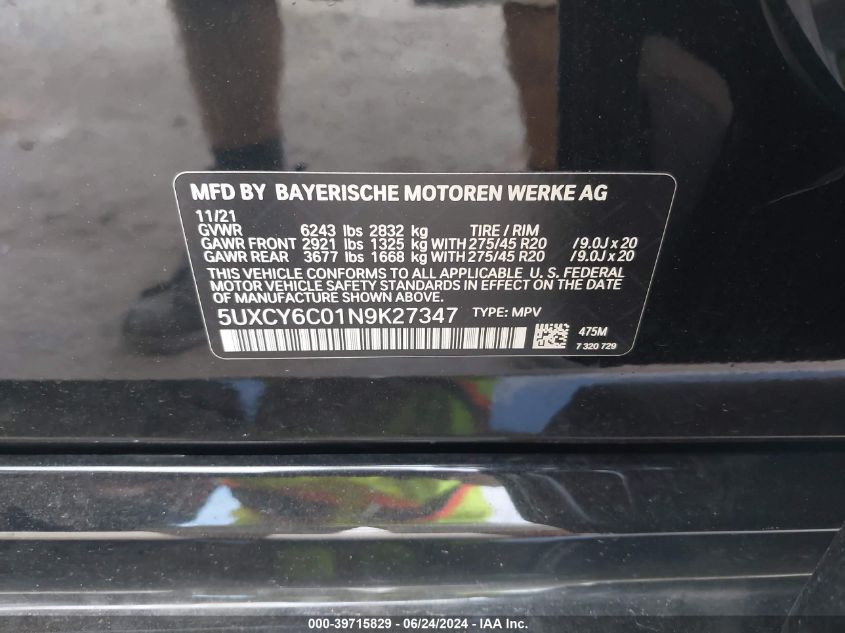 MFD BY BAYERISCHE MOTOREN WERKE AG
11/21
GVWR 6243 lbs 2832 kg TIRE / RIM
GAWR FRONT 2921 lbs 1325 kg WITH 275/45 R20 /9.0J x 20
GAWR REAR 3677 lbs 1668 kg WITH 275/45 R20 /9.0J x 20
THIS VEHICLE CONFORMS TO ALL APPLICABLE U.S. FEDERAL
MOTOR VEHICLE SAFETY STANDARDS IN EFFECT ON THE DATE
OF MANUFACTURE SHOWN ABOVE.
5UXCY6C01N9K27347 TYPE: MPV
475M
7 320 729
000-39715829 / 06/24/2024 - IAA Inc.